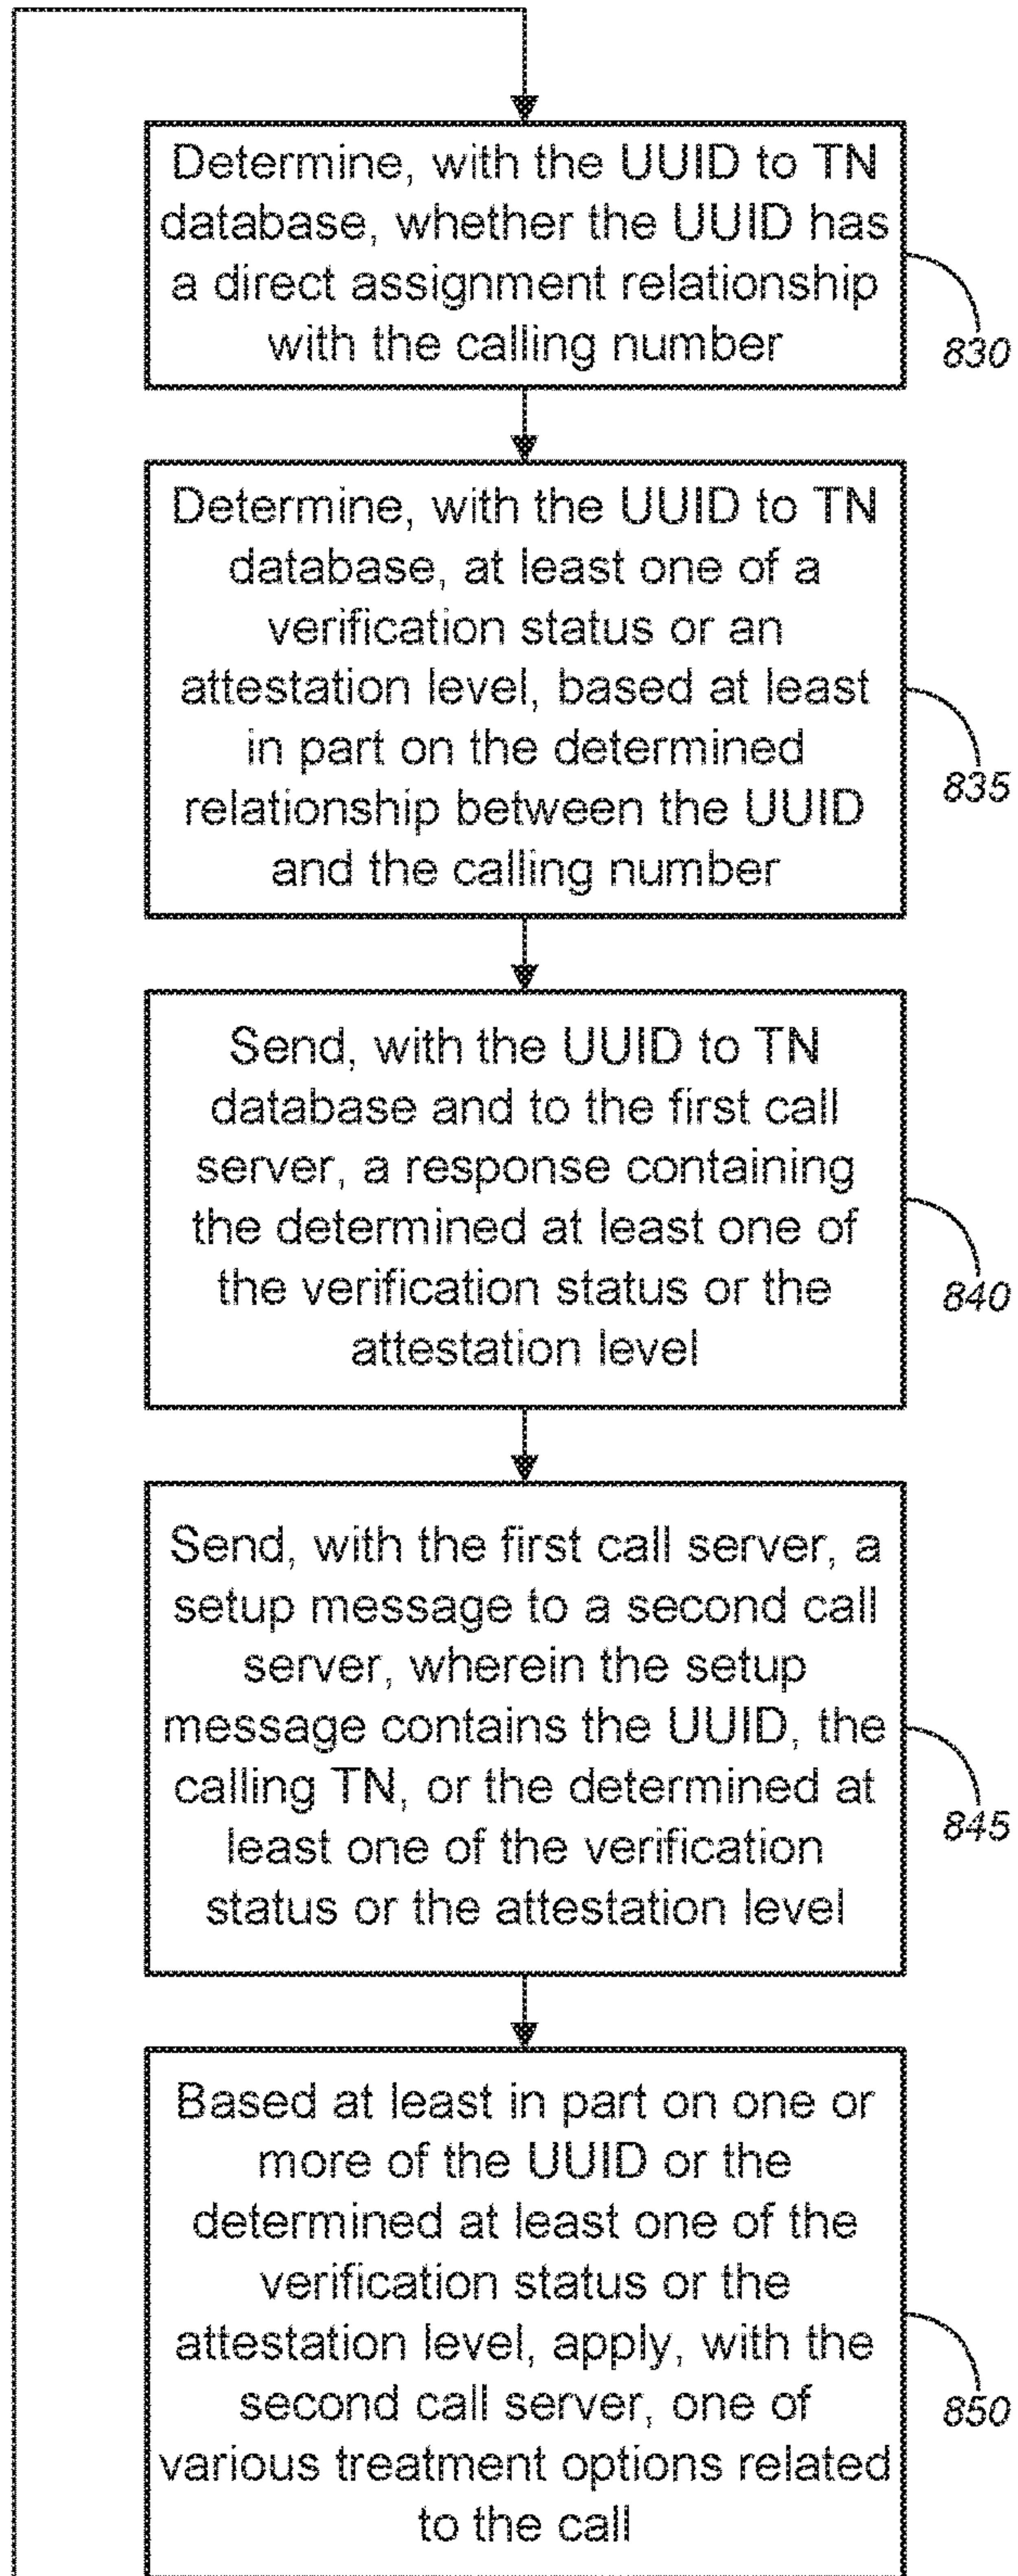 Determine, with the UUID to TN
database, whether the UUID has
a direct assignment relationship
with the calling number
830
Determine, with the UUID to TN
database, at least one of a
verification status or an
attestation level, based at least
in part on the determined
relationship between the UUID
and the calling number
835
Send, with the UUID to TN
database and to the first call
server, a response containing
the determined at least one of
the verification status or the
attestation level
840
Send, with the first call server, a
setup message to a second call
server, wherein the setup
message contains the UUID, the
calling TN, or the determined at
least one of the verification
status or the attestation level
845
Based at least in part on one or
more of the UUID or the
determined at least one of the
verification status or the
attestation level, apply, with the
second call server, one of
various treatment options related
to the call
850